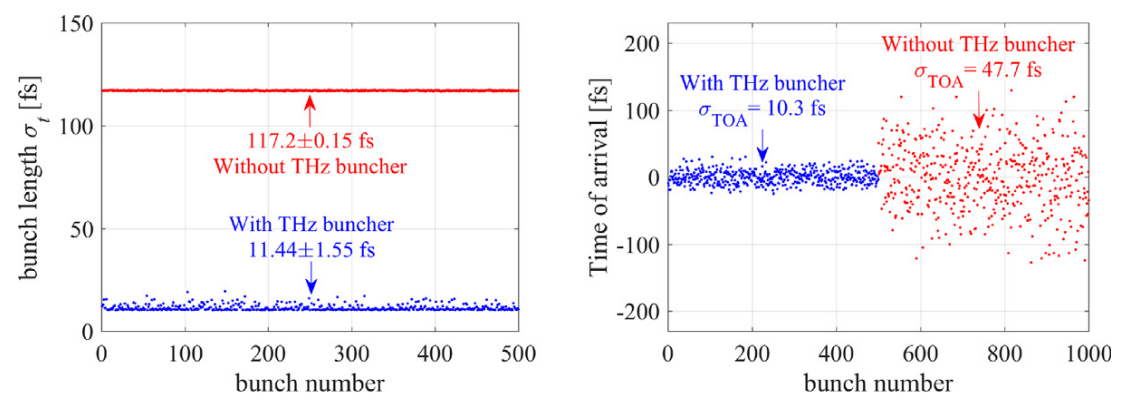 150
100
50
0
bunch length σt [fs]
117.2±0.15 fs
Without THz buncher
With THz buncher
11.44±1.55 fs
0 100 200 300 400 500
bunch number
200
100
0
-100
-200
Time of arrival [fs]
Without THz buncher
σTOA= 47.7 fs
With THz buncher
σTOA= 10.3 fs
0 200 400 600 800 1000
bunch number